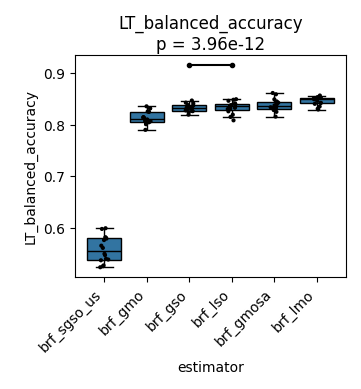 LT_balanced_accuracy
p = 3.96e-12
LT_balanced_accuracy
0.9
0.8
0.7
0.6
brf_sgso_us
brf_gmo
brf_gso
brf_lso
brf_gmosa
brf_lmo
estimator